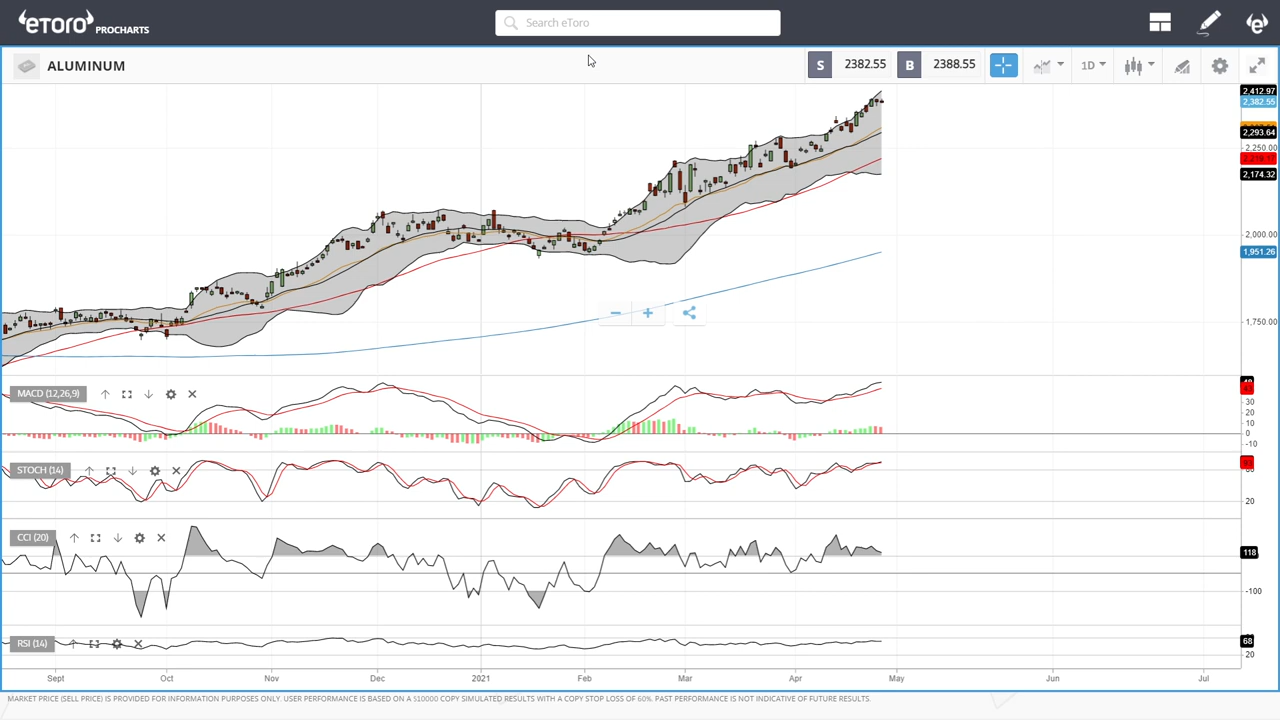 eToro PROCHARTS
Search eToro
ALUMINUM
S 2382.55 B 2388.55 1D
2,412.97
2,382.55
2,293.64
2,250.00
2,174.32
2,000.00
1,951.26
1,750.00
MACD (12,26,9)
30
20
10
0
-10
STOCH (14)
20
CCI (20)
118
-100
RSI (14)
68
20
Sept Oct Nov Dec 2021 Feb Mar Apr May Jun Jul
MARKET PRICE (SELL PRICE) IS PROVIDED FOR INFORMATION PURPOSES ONLY. USER PERFORMANCE IS BASED ON A $10000 COPY SIMULATED RESULTS WITH A COPY STOP LOSS OF 60%. PAST PERFORMANCE IS NOT INDICATIVE OF FUTURE RESULTS.